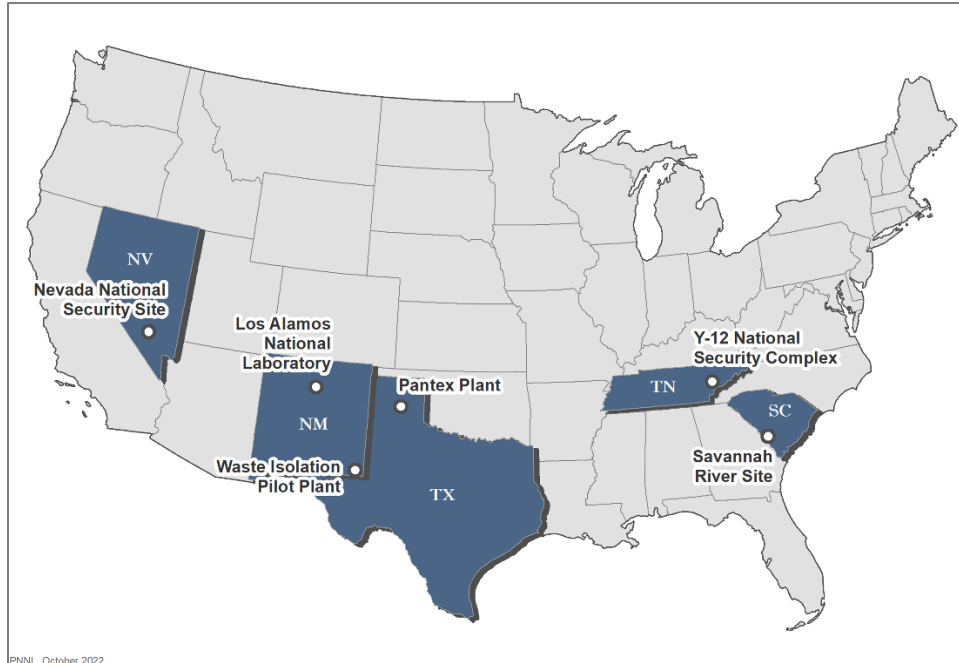 NV
Nevada National
Security Site
Los Alamos
National
Laboratory
NM
Waste Isolation
Pilot Plant
Pantex Plant
TX
Y-12 National
Security Complex
TN
SC
Savannah
River Site
PNNL October 2022